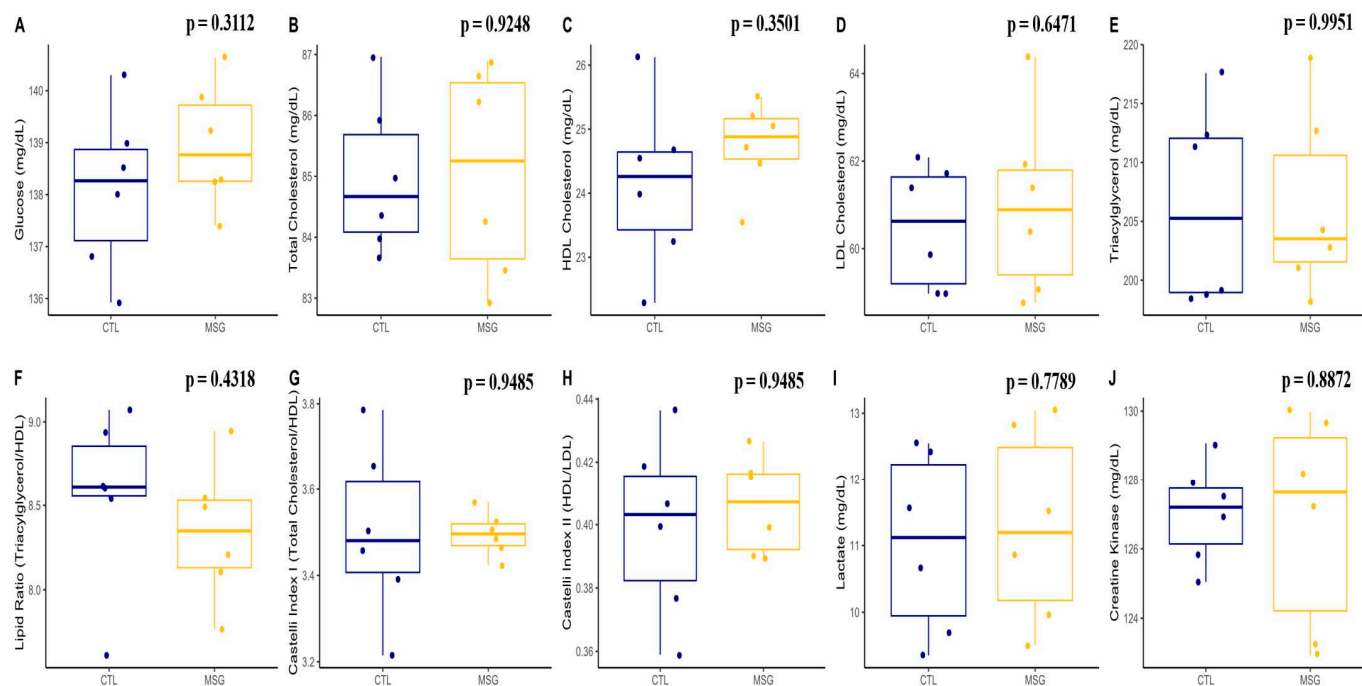 A
p = 0.3112
Glucose (mg/dL)
140
139
138
137
136
CTL
MSG
B
p = 0.9248
Total Cholesterol (mg/dL)
87
86
85
84
83
CTL
MSG
C
p = 0.3501
HDL Cholesterol (mg/dL)
26
25
24
23
CTL
MSG
D
p = 0.6471
LDL Cholesterol (mg/dL)
64
62
60
CTL
MSG
E
p = 0.9951
Triacylglycerol (mg/dL)
220
215
210
205
200
CTL
MSG
F
p = 0.4318
Lipid Ratio (Triacylglycerol/HDL)
9.0
8.5
8.0
CTL
MSG
G
p = 0.9485
Castelli Index I (Total Cholesterol/HDL)
3.8
3.6
3.4
3.2
CTL
MSG
H
p = 0.9485
Castelli Index II (HDL/LDL)
0.44
0.42
0.40
0.38
0.36
CTL
MSG
I
p = 0.7789
Lactate (mg/dL)
13
12
11
10
CTL
MSG
J
p = 0.8872
Creatine Kinase (mg/dL)
130
128
126
124
CTL
MSG